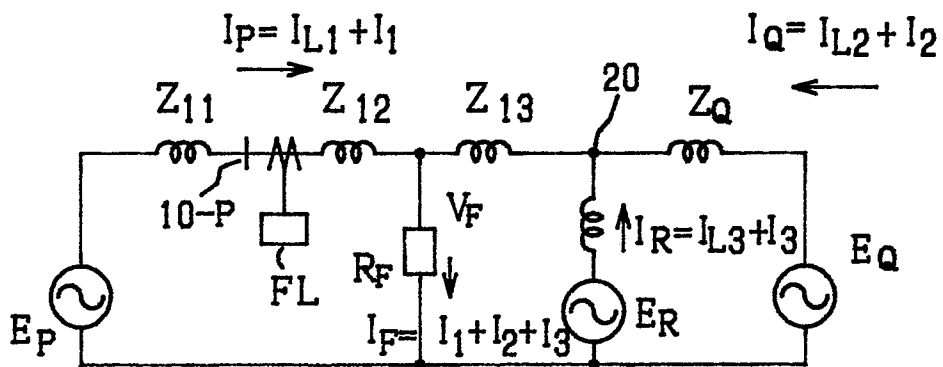 I_P= I_L1+I_1
I_Q= I_L2+I_2
Z_11
Z_12
Z_13
20
Z_Q
10-P
FL
V_F
R_F
I_R=I_L3+I_3
E_Q
E_P
I_F= I_1+I_2+I_3
E_R